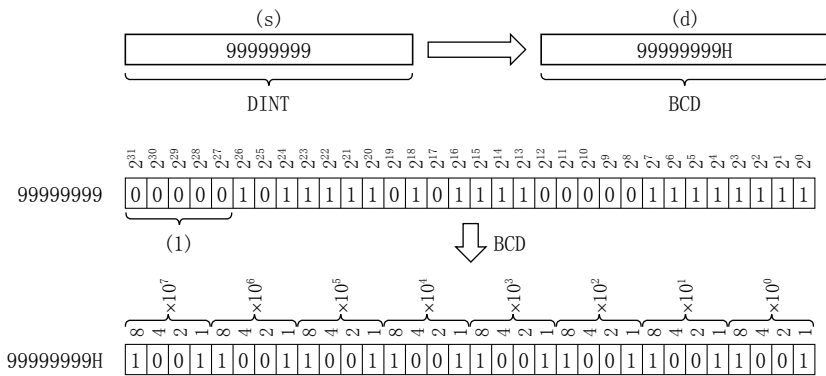 (s) (d)
99999999 99999999H
DINT BCD
2³¹ 2³⁰ 2²⁹ 2²⁸ 2²⁷ 2²⁶ 2²⁵ 2²⁴ 2²³ 2²² 2²¹ 2²⁰ 2¹⁹ 2¹⁸ 2¹⁷ 2¹⁶ 2¹⁵ 2¹⁴ 2¹³ 2¹² 2¹¹ 2¹⁰ 2⁹ 2⁸ 2⁷ 2⁶ 2⁵ 2⁴ 2³ 2² 2¹ 2⁰
99999999 0 0 0 0 0 1 0 1 1 1 1 1 0 1 0 1 1 1 1 0 0 0 0 0 1 1 1 1 1 1 1 1
(1) BCD
×10⁷ ×10⁶ ×10⁵ ×10⁴ ×10³ ×10² ×10¹ ×10⁰
8 4 2 1 8 4 2 1 8 4 2 1 8 4 2 1 8 4 2 1 8 4 2 1 8 4 2 1 8 4 2 1
99999999H 1 0 0 1 1 0 0 1 1 0 0 1 1 0 0 1 1 0 0 1 1 0 0 1 1 0 0 1 1 0 0 1